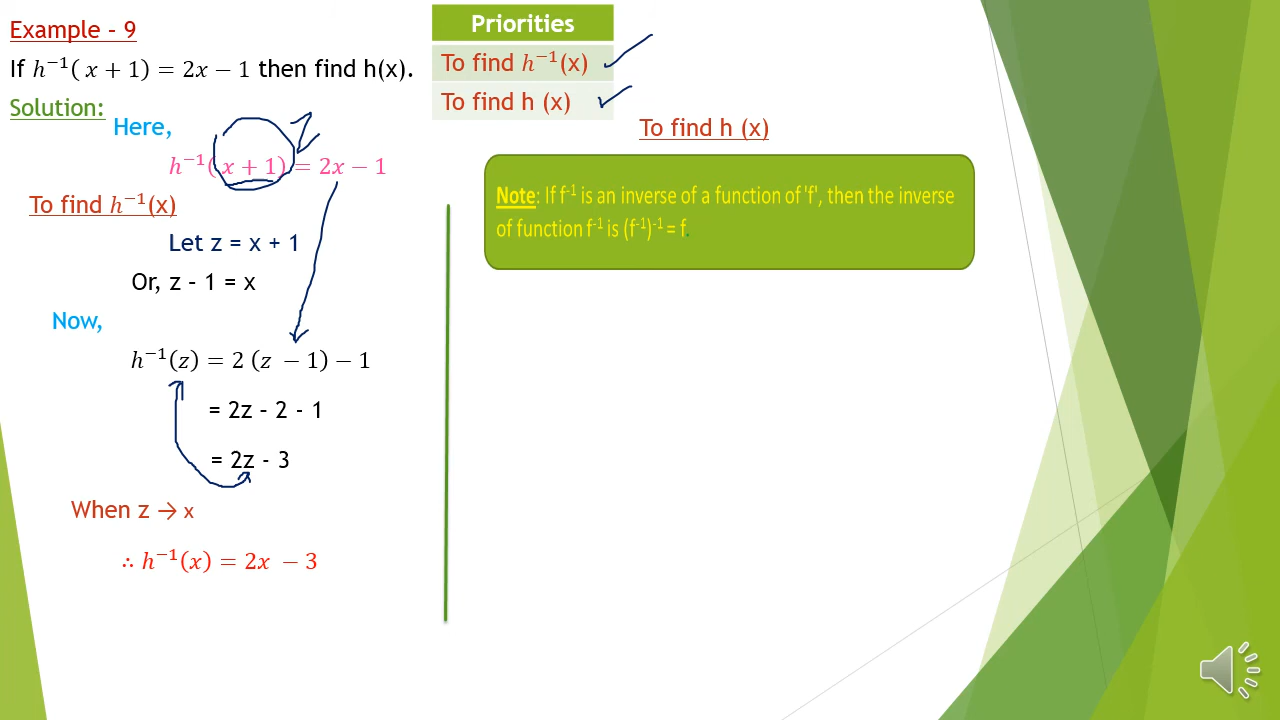 Example – 9
If h⁻¹( x + 1) = 2x − 1 then find h(x).
Solution:
Here,
h⁻¹( x + 1) = 2x − 1
To find h⁻¹(x)
Let z = x + 1
Or, z – 1 = x
Now,
h⁻¹(z) = 2 (z − 1) − 1
= 2z – 2 - 1
= 2z - 3
When z → x
∴ h⁻¹(x) = 2x − 3
Priorities
To find h⁻¹(x)
To find h (x)
To find h (x)
Note: If f⁻¹ is an inverse of a function of 'f', then the inverse
of function f⁻¹ is (f⁻¹)⁻¹ = f.